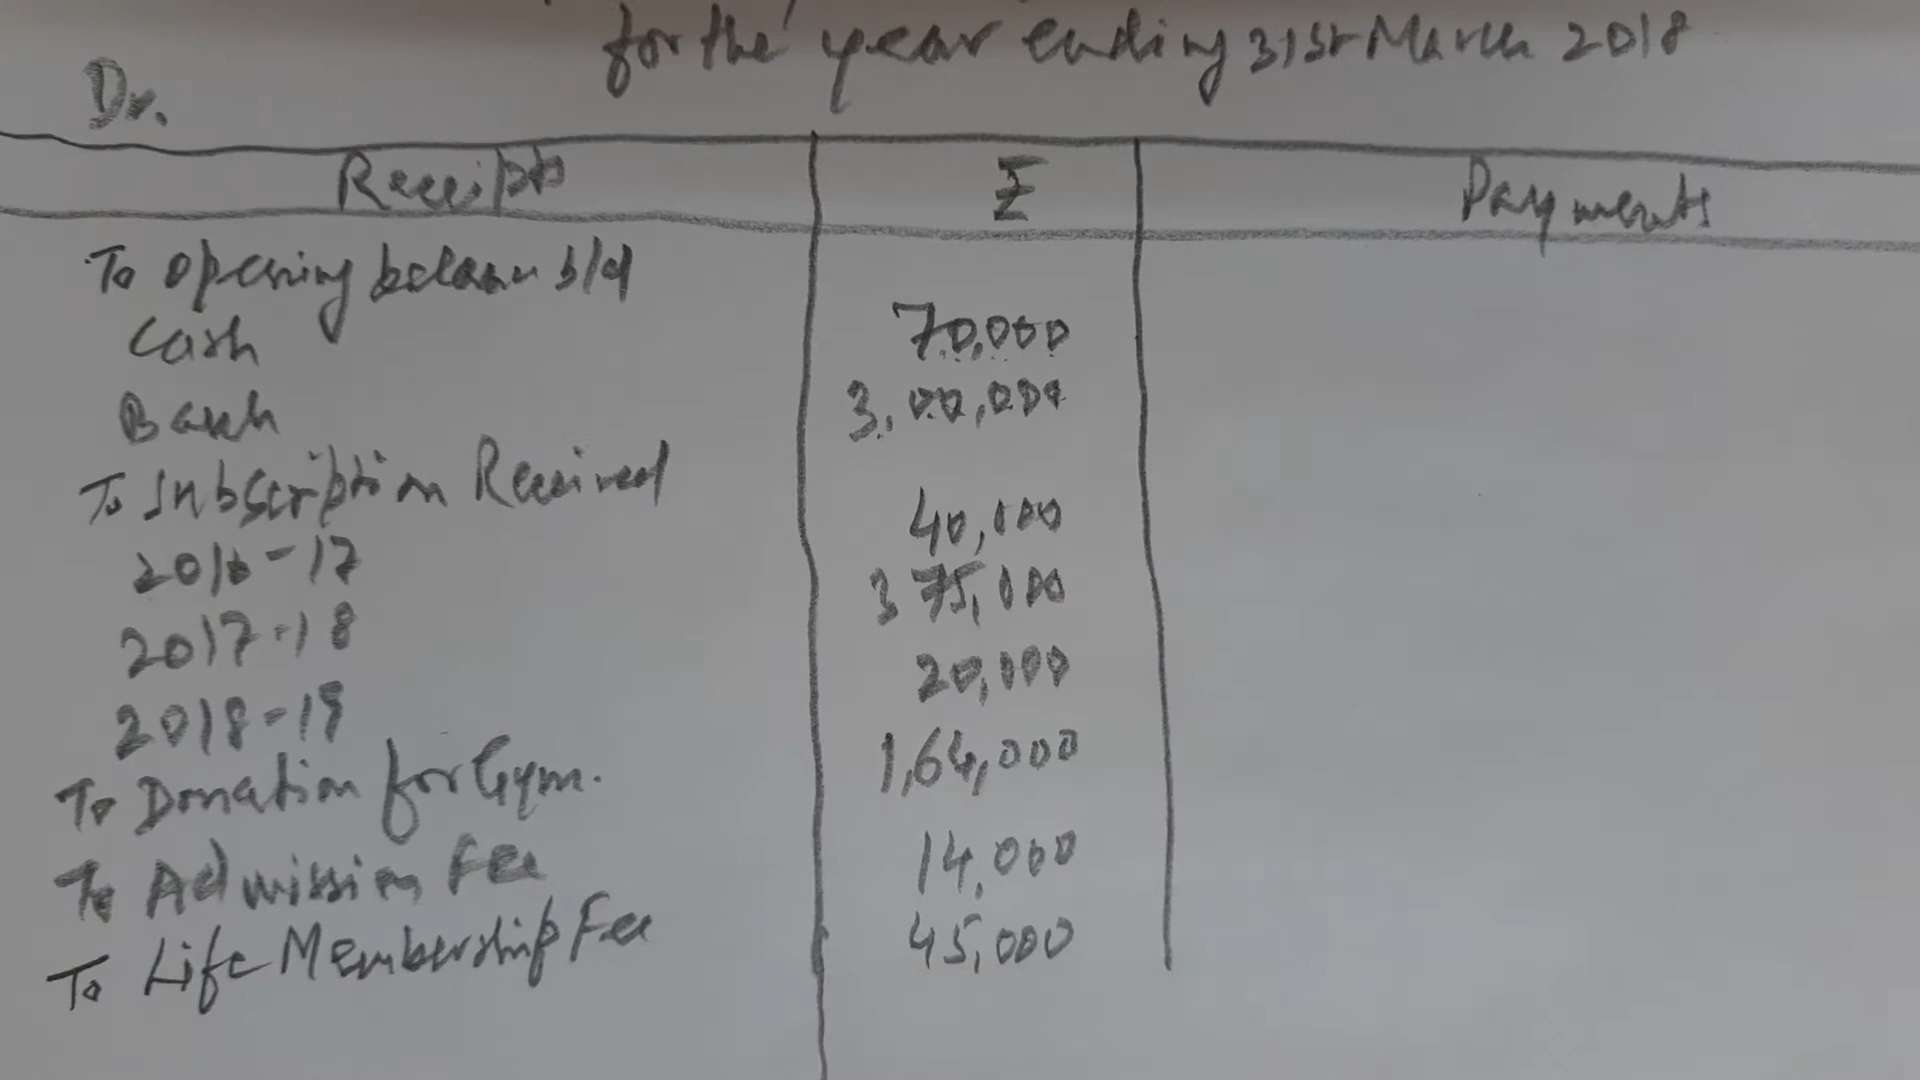 for the year ending 31st March 2018
Dr.
Receipts ₹ Payments
To opening balance b/d
Cash 70,000
Bank 3,00,000
To Subscription Received
2016-17 40,000
2017-18 3 75,000
2018-19 20,000
To Donation for Gym. 1,64,000
To Admission Fee 14,000
To Life Membership Fee 45,000